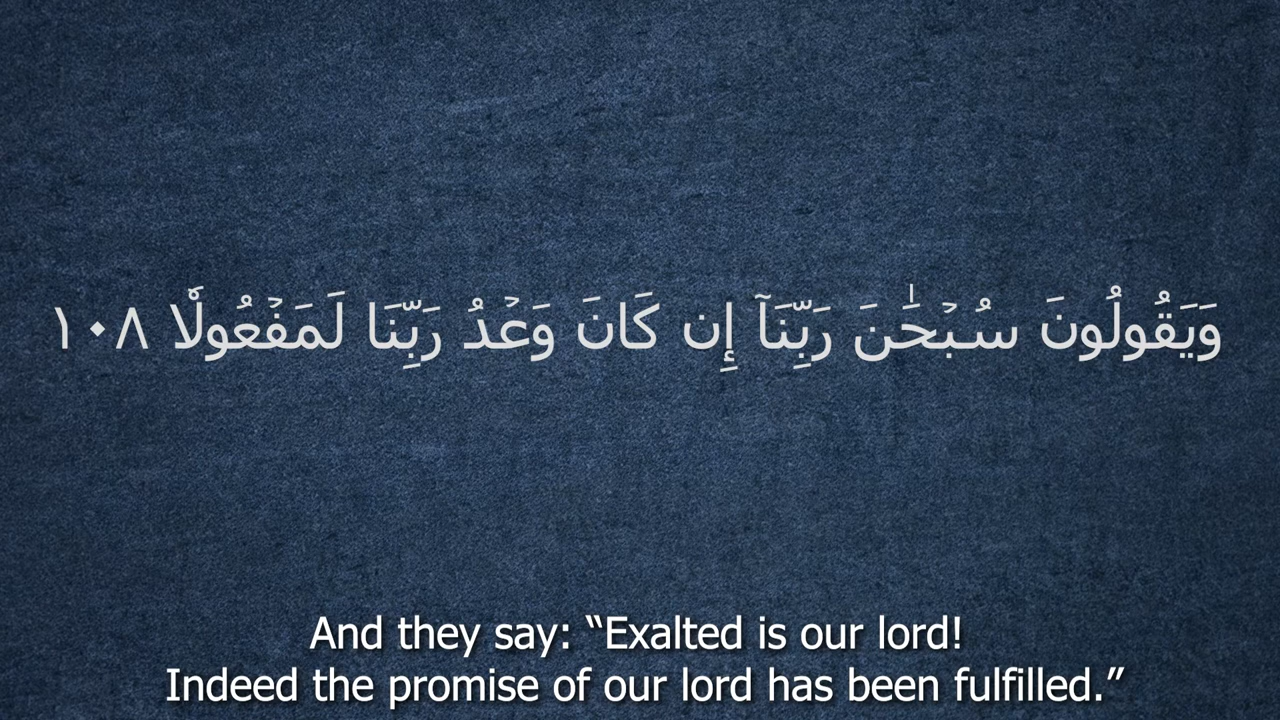 وَيَقُولُونَ سُبۡحَٰنَ رَبِّنَآ إِن كَانَ وَعۡدُ رَبِّنَا لَمَفۡعُولٗا ١٠٨
And they say: “Exalted is our lord!
Indeed the promise of our lord has been fulfilled.”